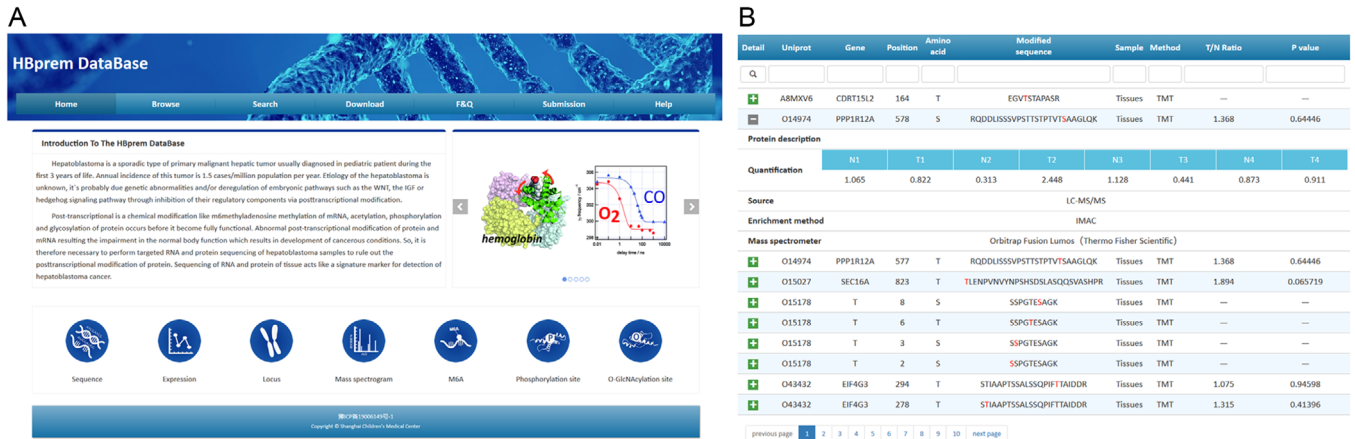 A
HBprem DataBase
Home Browse Search Download F&Q Submission Help
Introduction To The HBprem DataBase
Hepatoblastoma is a sporadic type of primary malignant hepatic tumor usually diagnosed in pediatric patient during the
first 3 years of life. Annual incidence of this tumor is 1.5 cases/million population per year. Etiology of the hepatoblastoma is
unknown, it`s probably due genetic abnormalities and/or deregulation of embryonic pathways such as the WNT, the IGF or
hedgehog signaling pathway through inhibition of their regulatory components via posttranscriptional modification.
Post-transcriptional is a chemical modification like m6methyladenosine methylation of mRNA, acetylation, phosphorylation
and glycosylation of protein occurs before it become fully functional. Abnormal post-transcriptional modification of protein and
mRNA resulting the impairment in the normal body function which results in development of cancerous conditions. So, it is
therefore necessary to perform targeted RNA and protein sequencing of hepatoblastoma samples to rule out the
posttranscriptional modification of protein. Sequencing of RNA and protein of tissue acts like a signature marker for detection of
hepatoblastoma cancer.
hemoglobin
CO
O2
306
304
302
300
298
0.01 1 100 10000
delay time / ns
Sequence Expression Locus Mass spectrogram M6A Phosphorylation site O-GlcNAcylation site
Copyright © Shanghai Children's Medical Center
B
Detail Uniprot Gene Position Amino acid Modified sequence Sample Method T/N Ratio P value
A8MXV6 CDRT15L2 164 T EGVTSTAPASR Tissues TMT — —
O14974 PPP1R12A 578 S RQDDLISSSVPSTTSTPTVTSAAGLQK Tissues TMT 1.368 0.64446
Protein description
N1 T1 N2 T2 N3 T3 N4 T4
Quantification
1.065 0.822 0.313 2.448 1.128 0.441 0.873 0.911
Source LC-MS/MS
Enrichment method IMAC
Mass spectrometer Orbitrap Fusion Lumos（Thermo Fisher Scientific）
O14974 PPP1R12A 577 T RQDDLISSSVPSTTSTPTVTSAAGLQK Tissues TMT 1.368 0.64446
O15027 SEC16A 823 T TLENPVNVYNPSHSDSLASQQSVASHPR Tissues TMT 1.894 0.065719
O15178 T 8 S SSPGTESAGK Tissues TMT — —
O15178 T 6 T SSPGTESAGK Tissues TMT — —
O15178 T 3 S SSPGTESAGK Tissues TMT — —
O15178 T 2 S SSPGTESAGK Tissues TMT — —
O43432 EIF4G3 294 T STIAAPTSSALSSQPIFTTAIDDR Tissues TMT 1.075 0.94598
O43432 EIF4G3 278 T STIAAPTSSALSSQPIFTTAIDDR Tissues TMT 1.315 0.41396
previous page 1 2 3 4 5 6 7 8 9 10 next page